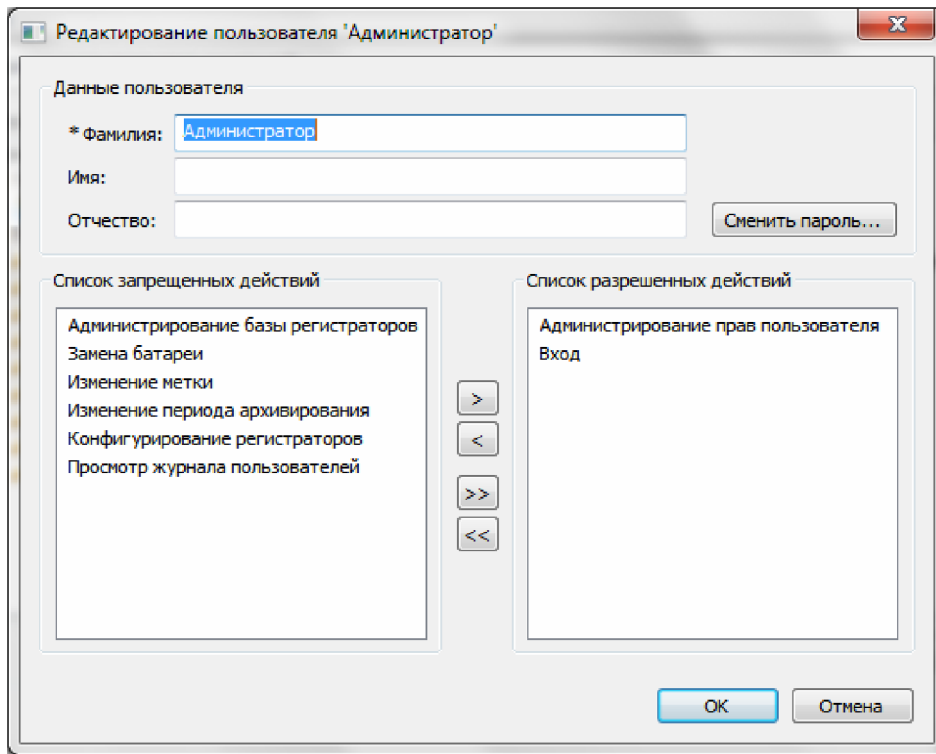 Редактирование пользователя 'Администратор'
Данные пользователя
* Фамилия: Администратор
Имя:
Отчество:
Сменить пароль...
Список запрещенных действий
Администрирование базы регистраторов
Замена батареи
Изменение метки
Изменение периода архивирования
Конфигурирование регистраторов
Просмотр журнала пользователей
>
<
>>
<<
Список разрешенных действий
Администрирование прав пользователя
Вход
OK
Отмена